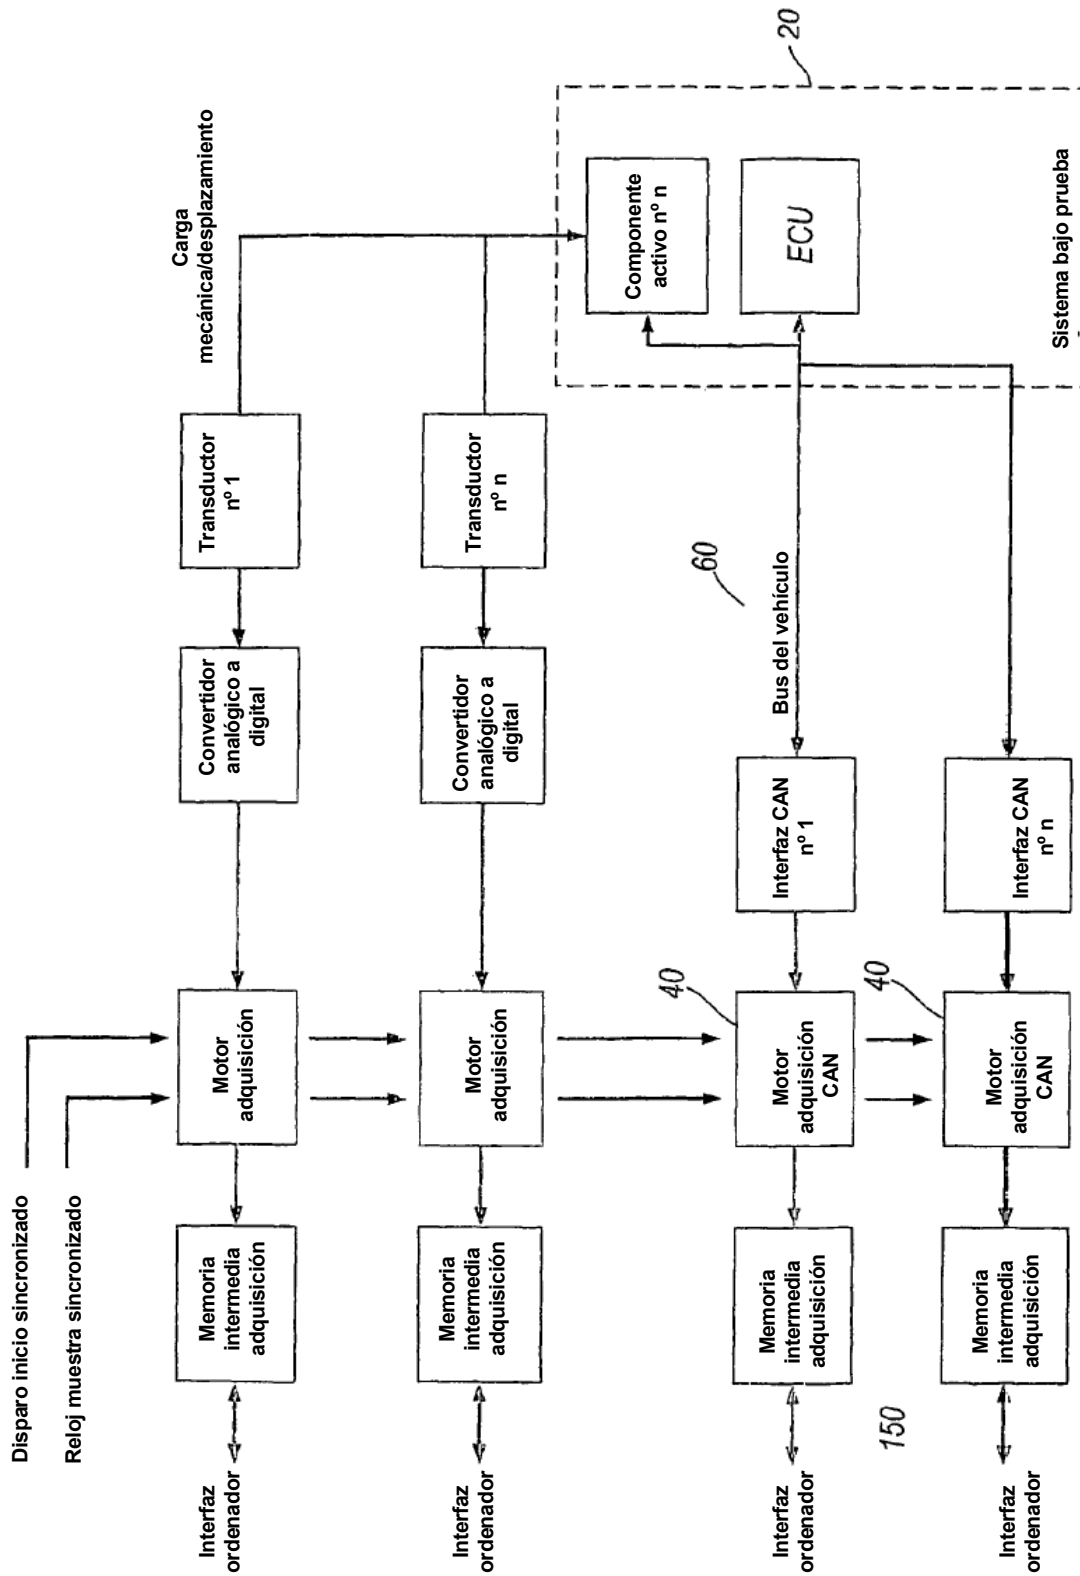 Disparo inicio sincronizado
Reloj muestra sincronizado
Interfaz
ordenador
Memoria
intermedia
adquisición
Motor
adquisición
Convertidor
analógico a
digital
Transductor
nº 1
Carga
mecánica/desplazamiento
Interfaz
ordenador
Memoria
intermedia
adquisición
Motor
adquisición
Convertidor
analógico a
digital
Transductor
nº n
Componente
activo nº n
20
60
40
Bus del vehículo
Interfaz
ordenador
Memoria
intermedia
adquisición
Motor
adquisición
CAN
Interfaz CAN
nº 1
ECU
150
40
Interfaz
ordenador
Memoria
intermedia
adquisición
Motor
adquisición
CAN
Interfaz CAN
nº n
Sistema bajo prueba